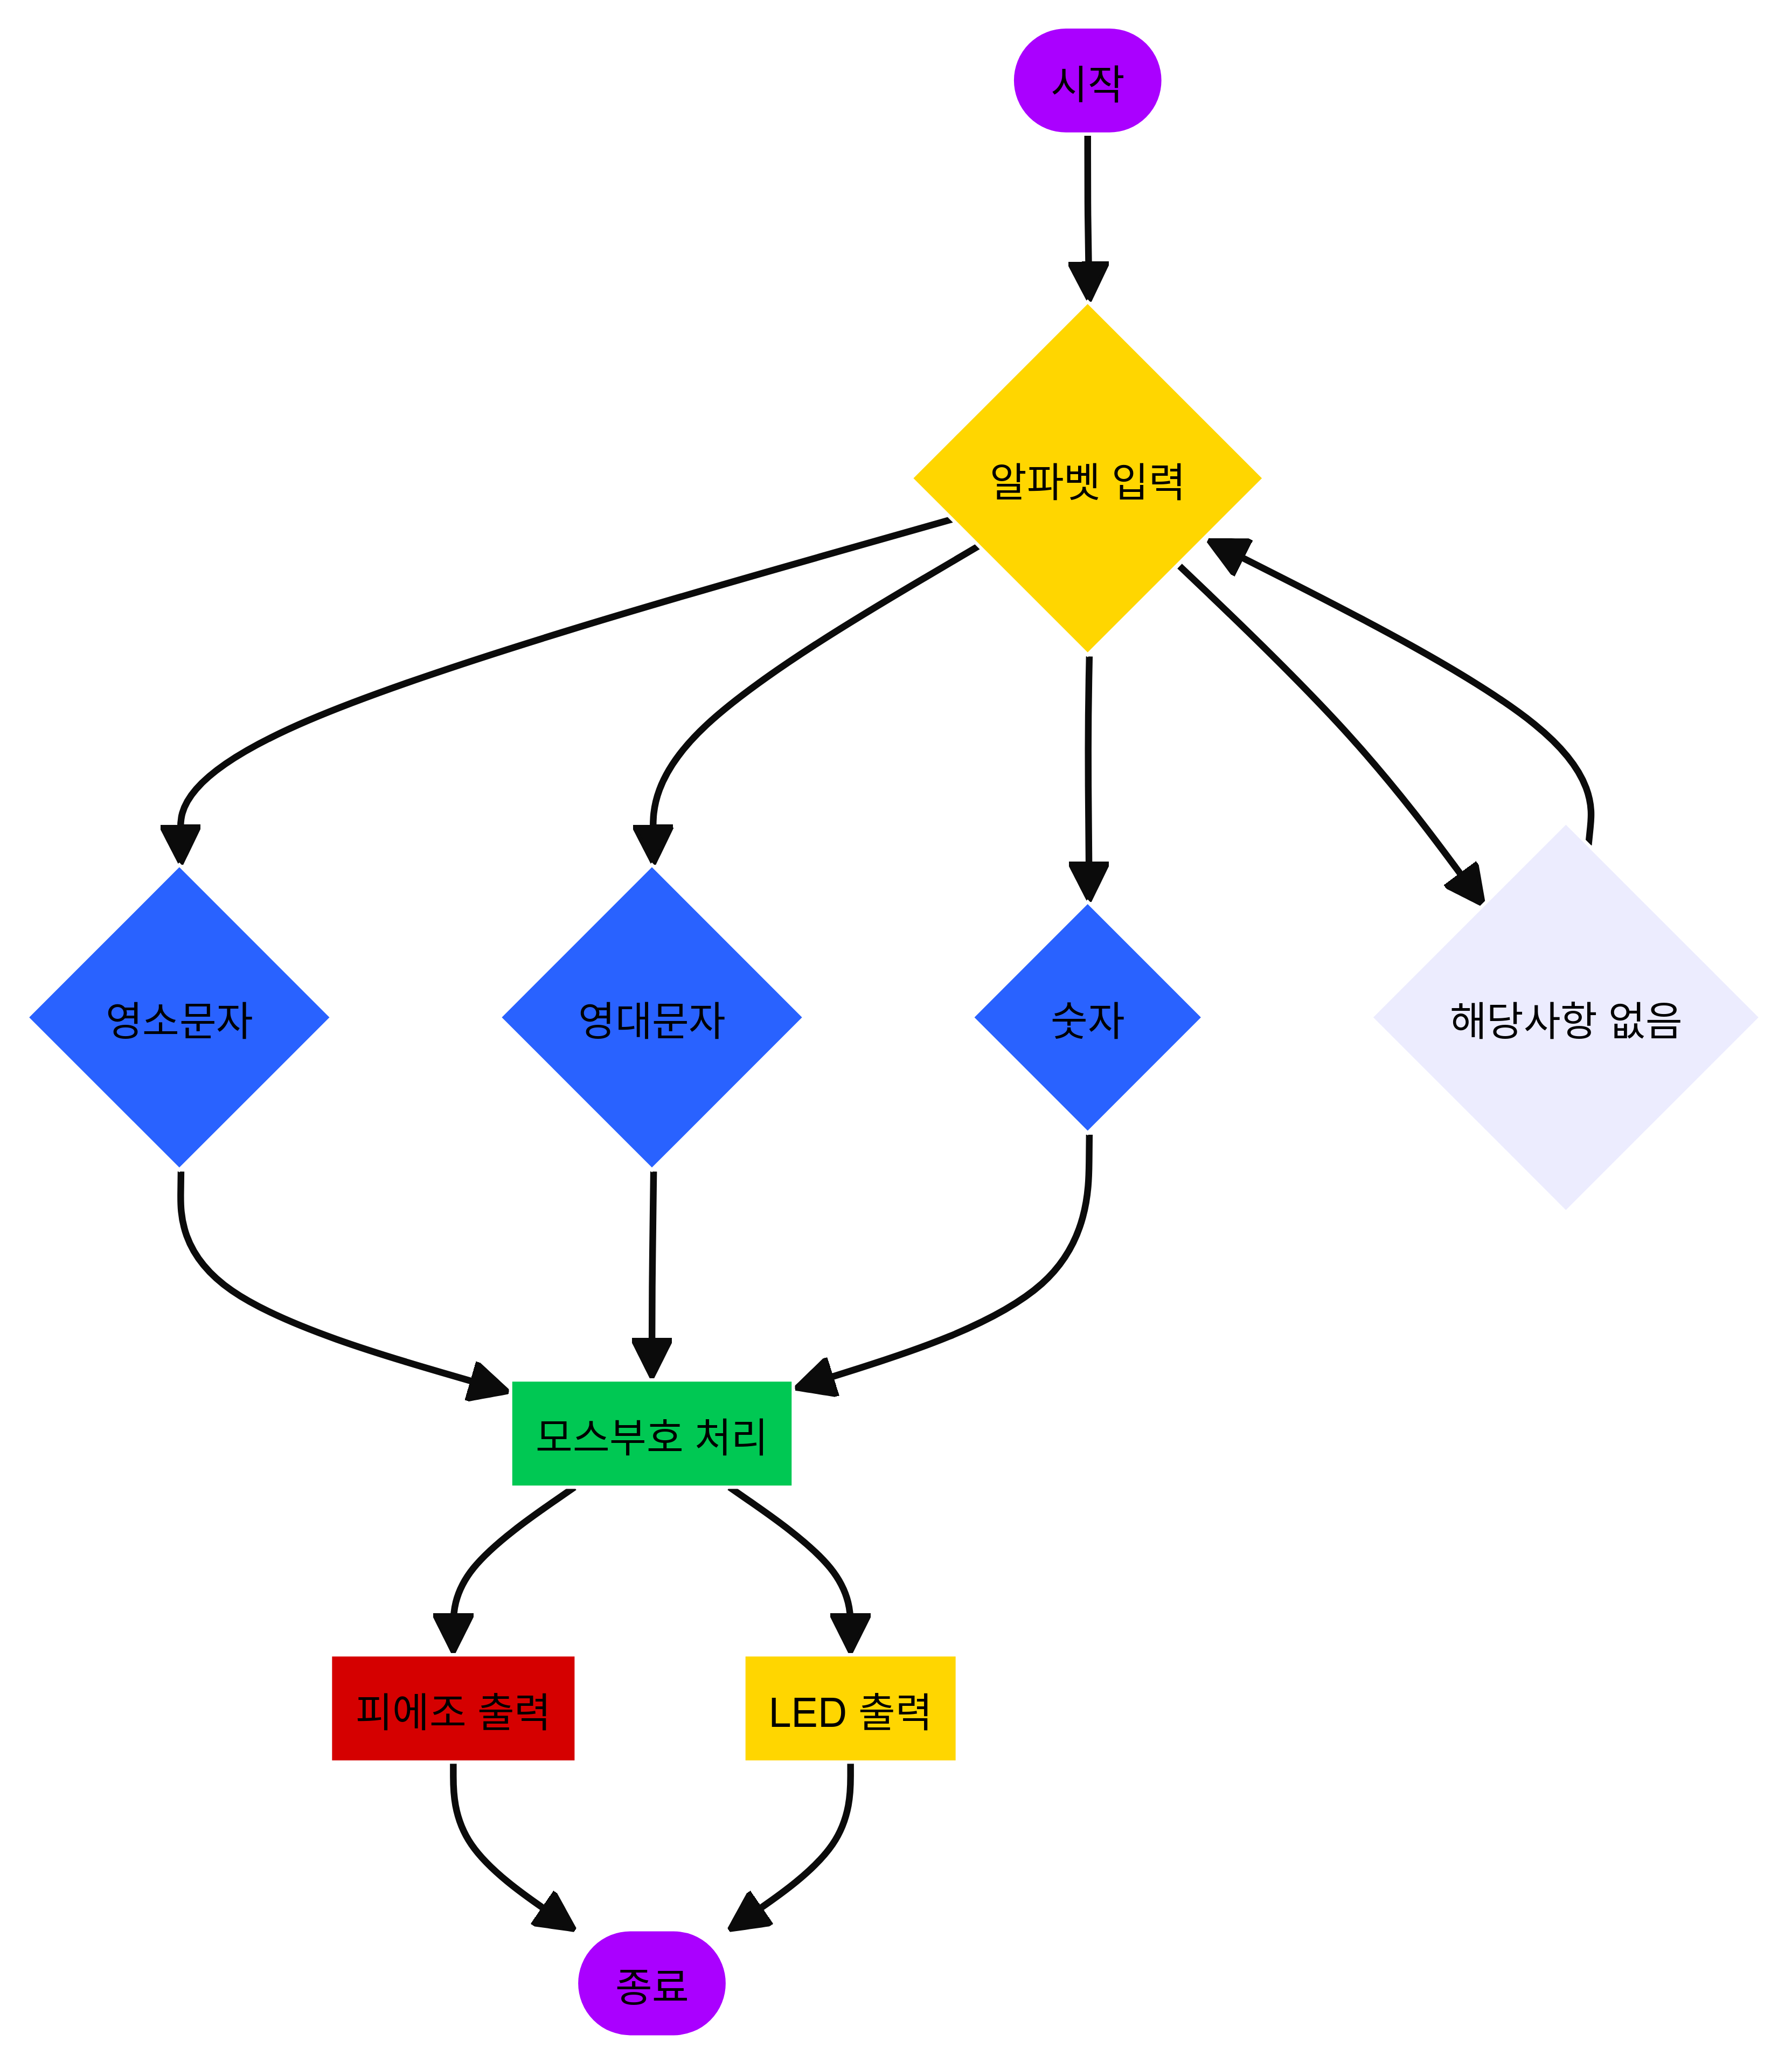 시작
알파벳 입력
영소문자
영대문자
숫자
해당사항 없음
모스부호 처리
피에조 출력
LED 출력
종료